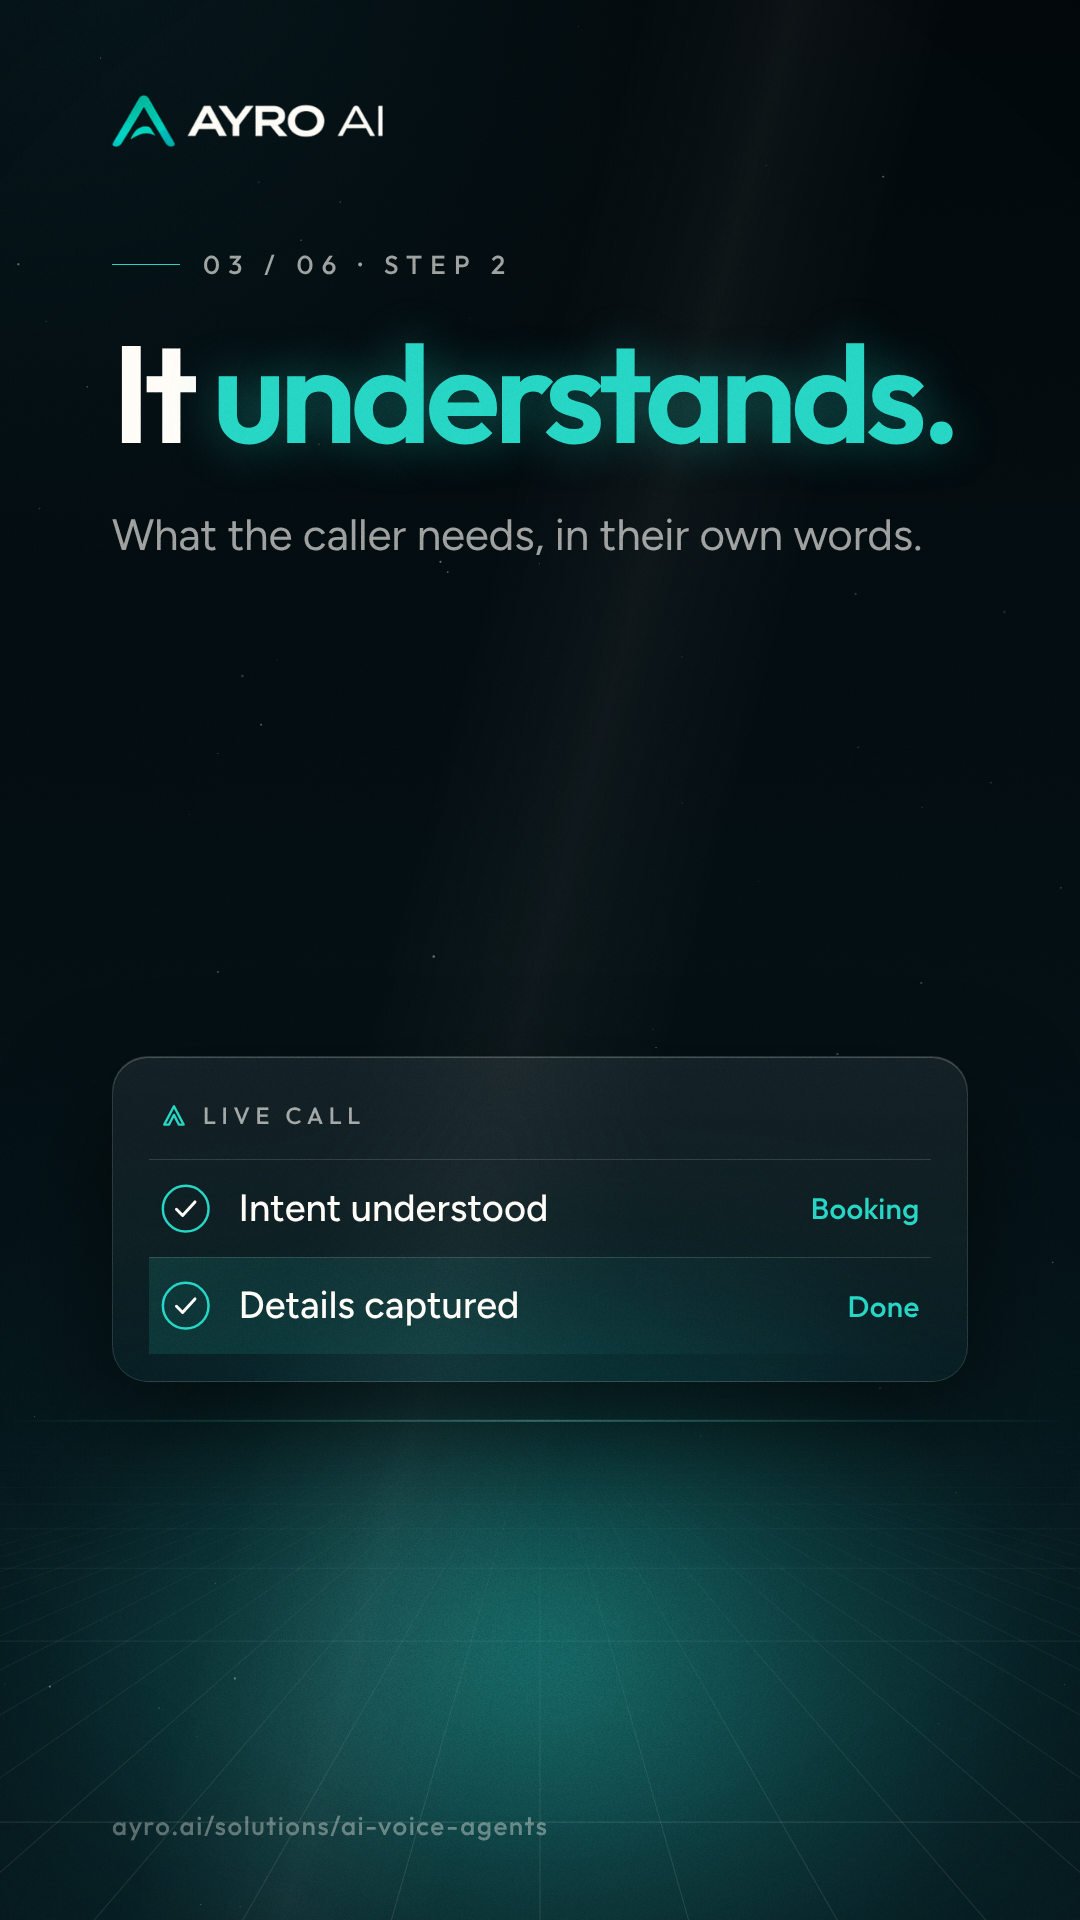 AYRO AI
03 / 06 · STEP 2
It understands.
What the caller needs, in their own words.
LIVE CALL
Intent understood Booking
Details captured Done
ayro.ai/solutions/ai-voice-agents